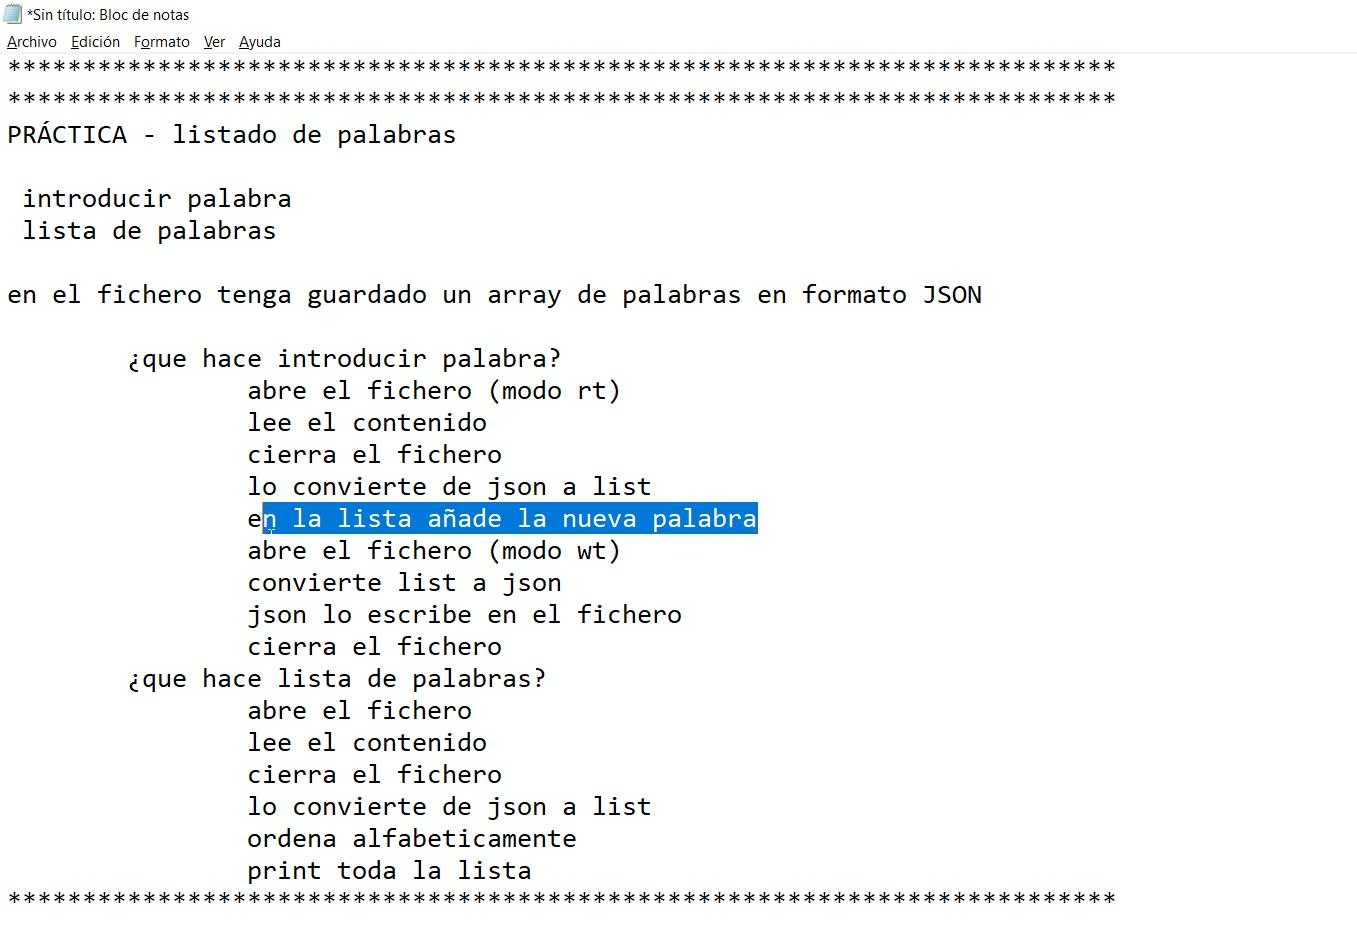 *Sin título: Bloc de notas
Archivo Edición Formato Ver Ayuda
**************************************************************************
**************************************************************************
PRÁCTICA - listado de palabras
introducir palabra
lista de palabras
en el fichero tenga guardado un array de palabras en formato JSON
¿que hace introducir palabra?
abre el fichero (modo rt)
lee el contenido
cierra el fichero
lo convierte de json a list
en la lista añade la nueva palabra
abre el fichero (modo wt)
convierte list a json
json lo escribe en el fichero
cierra el fichero
¿que hace lista de palabras?
abre el fichero
lee el contenido
cierra el fichero
lo convierte de json a list
ordena alfabeticamente
print toda la lista
**************************************************************************